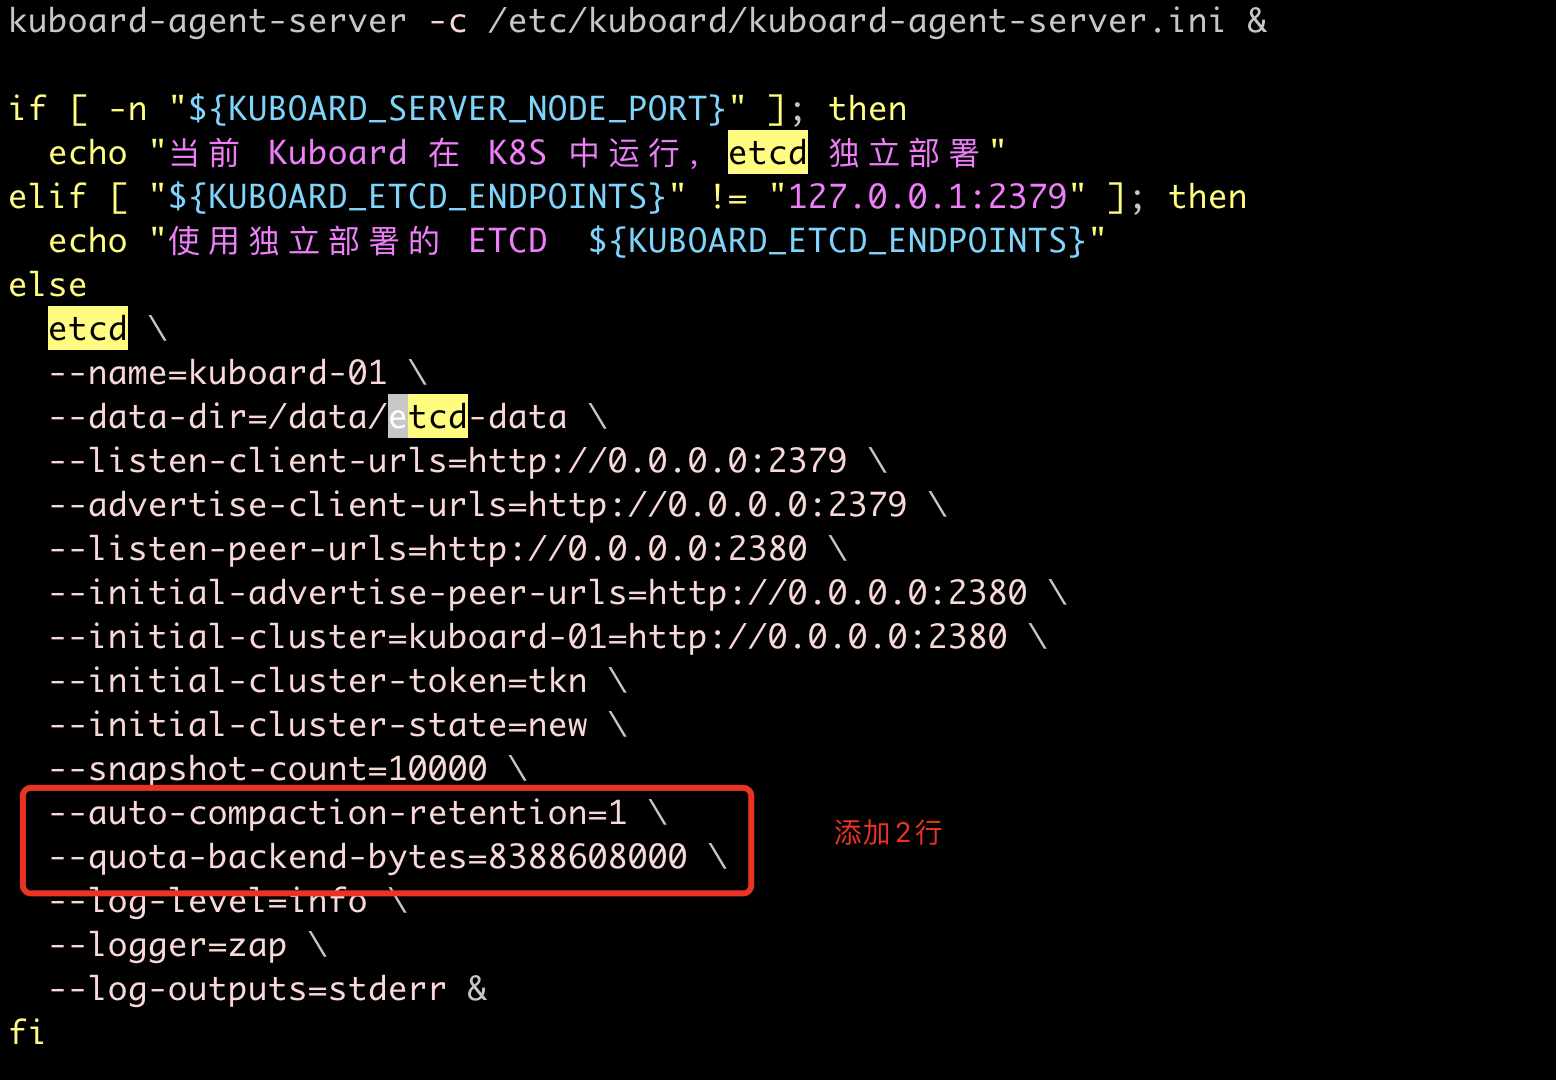 kuboard-agent-server -c /etc/kuboard/kuboard-agent-server.ini &
if [ -n "${KUBOARD_SERVER_NODE_PORT}" ]; then
  echo "当前 Kuboard 在 K8S 中运行, etcd 独立部署"
elif [ "${KUBOARD_ETCD_ENDPOINTS}" != "127.0.0.1:2379" ]; then
  echo "使用独立部署的 ETCD  ${KUBOARD_ETCD_ENDPOINTS}"
else
  etcd \
  --name=kuboard-01 \
  --data-dir=/data/etcd-data \
  --listen-client-urls=http://0.0.0.0:2379 \
  --advertise-client-urls=http://0.0.0.0:2379 \
  --listen-peer-urls=http://0.0.0.0:2380 \
  --initial-advertise-peer-urls=http://0.0.0.0:2380 \
  --initial-cluster=kuboard-01=http://0.0.0.0:2380 \
  --initial-cluster-token=tkn \
  --initial-cluster-state=new \
  --snapshot-count=10000 \
  --auto-compaction-retention=1 \
添加2行
  --quota-backend-bytes=8388608000 \
  --log-level=info \
  --logger=zap \
  --log-outputs=stderr &
fi